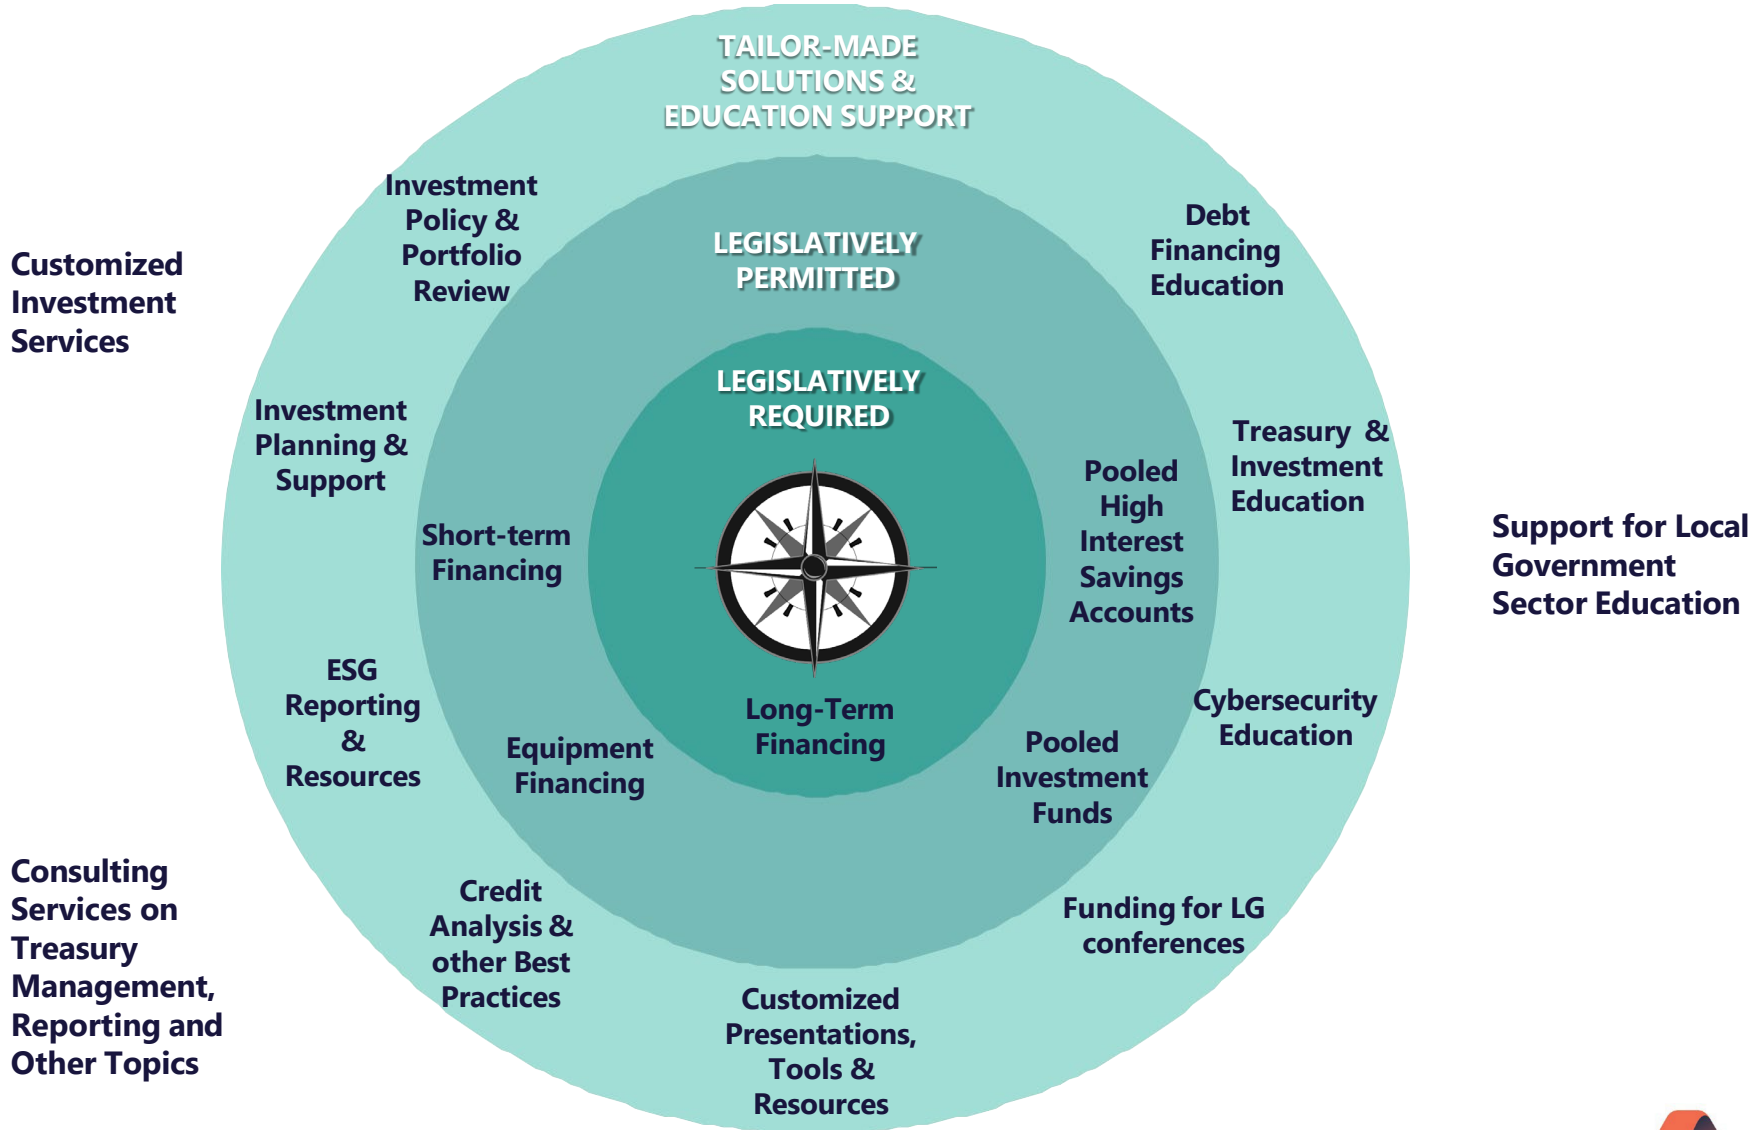 TAILOR-MADE
SOLUTIONS &
EDUCATION SUPPORT
Investment
Policy &
Portfolio
Review
LEGISLATIVELY
PERMITTED
Debt
Financing
Education
Customized
Investment
Services
LEGISLATIVELY
REQUIRED
Investment
Planning &
Support
Treasury  &
Investment
Education
Pooled
High
Interest
Savings
Accounts
Short-term
Financing
Support for Local
Government
Sector Education
ESG
Reporting
&
Resources
Cybersecurity
Education
Long-Term
Financing
Equipment
Financing
Pooled
Investment
Funds
Consulting
Services on
Treasury
Management,
Reporting and
Other Topics
Credit
Analysis &
other Best
Practices
Funding for LG
conferences
Customized
Presentations,
Tools &
Resources